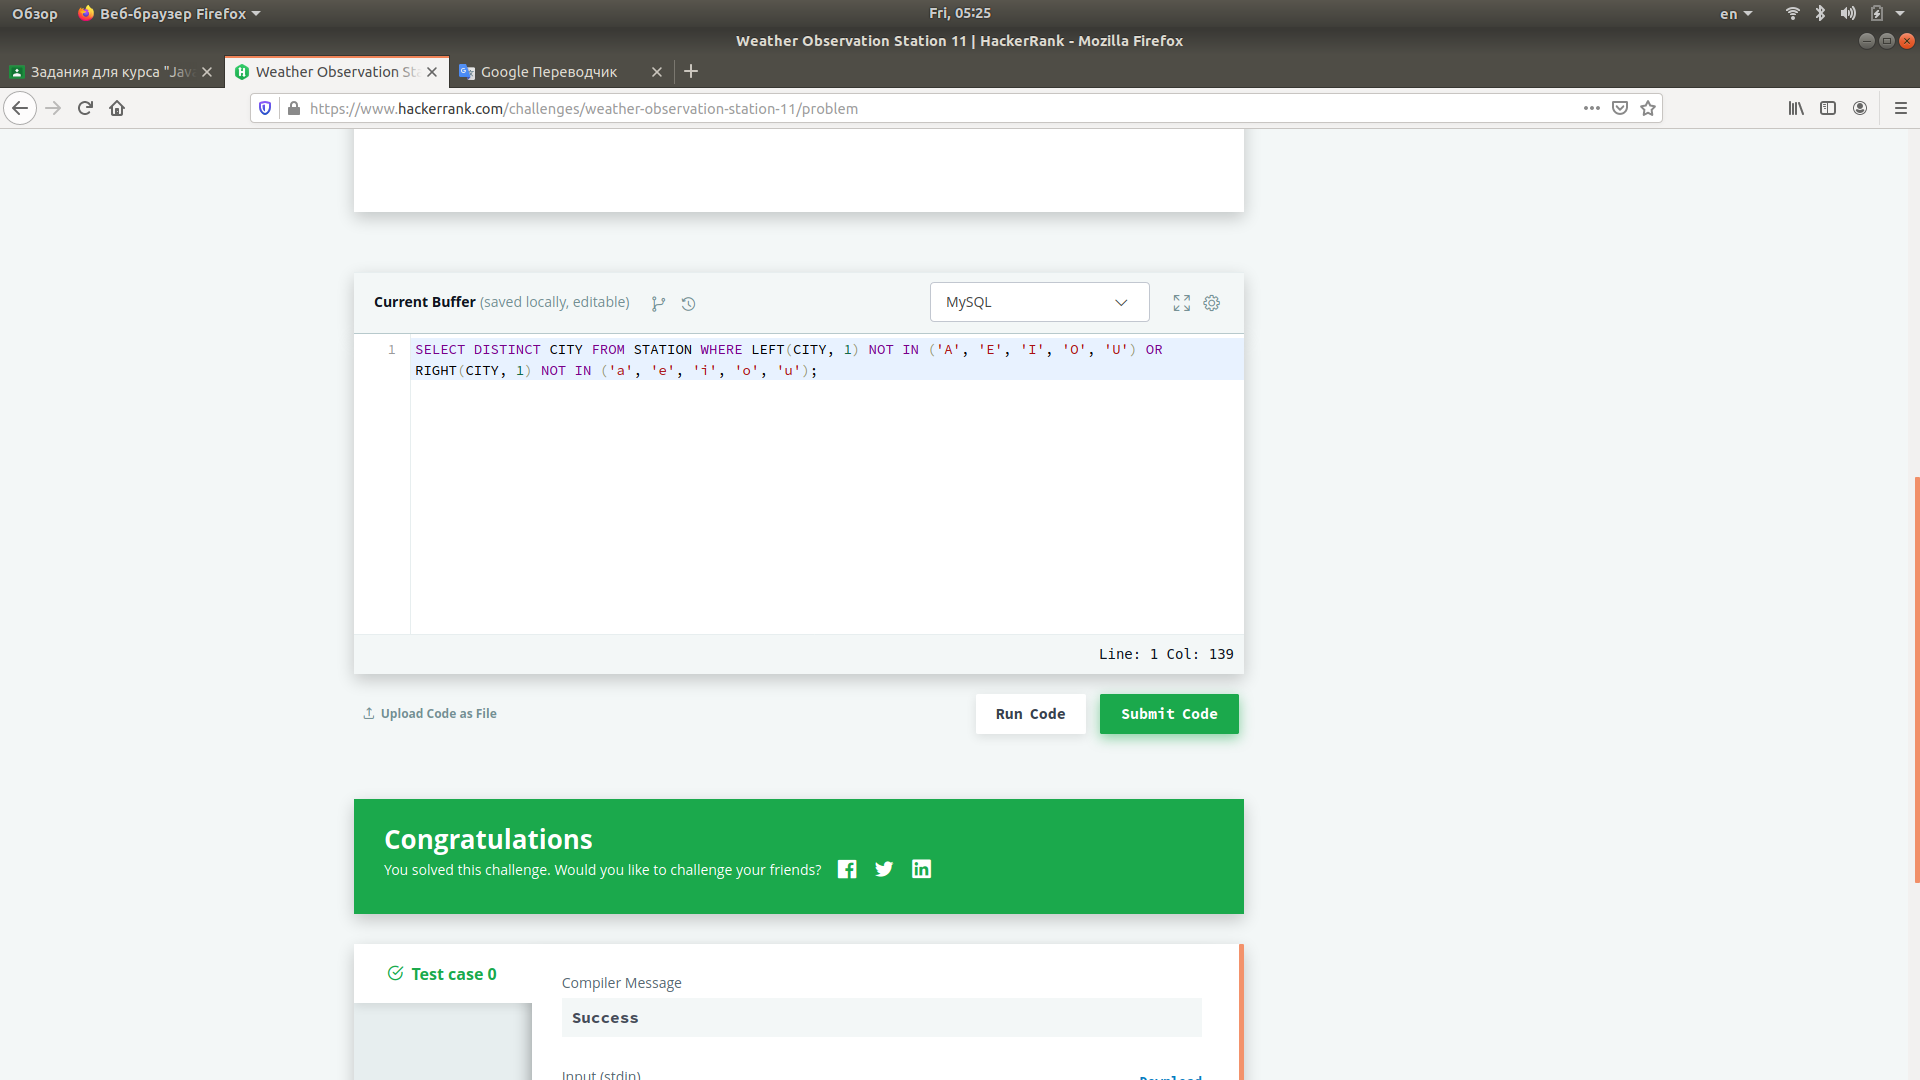 Обзор
Веб-браузер Firefox
Fri, 05:25
en
Weather Observation Station 11 | HackerRank - Mozilla Firefox
Задания для курса "Jav
Weather Observation Sta
Google Переводчик
https://www.hackerrank.com/challenges/weather-observation-station-11/problem
Current Buffer (saved locally, editable)
MySQL
1 SELECT DISTINCT CITY FROM STATION WHERE LEFT(CITY, 1) NOT IN ('A', 'E', 'I', 'O', 'U') OR
RIGHT(CITY, 1) NOT IN ('a', 'e', 'i', 'o', 'u');
Line: 1 Col: 139
Upload Code as File
Run Code
Submit Code
Congratulations
You solved this challenge. Would you like to challenge your friends?
Test case 0
Compiler Message
Success
Input (stdin)
Download